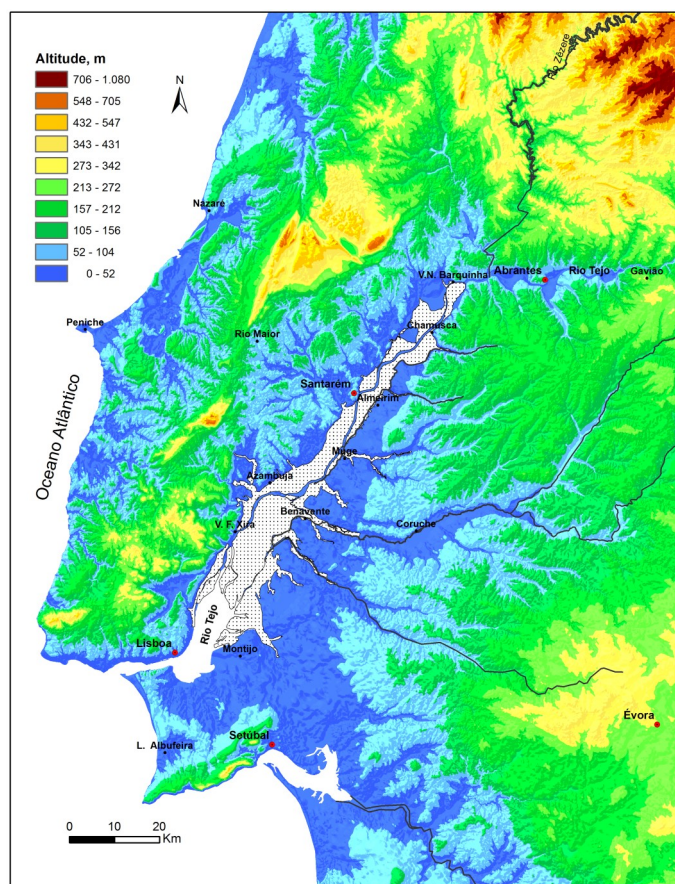 Altitude, m
706 - 1.080
548 - 705
432 - 547
343 - 431
273 - 342
213 - 272
157 - 212
105 - 156
52 - 104
0 - 52
N
Rio Zêzere
Nazaré
V.N. Barquinha
Abrantes
Rio Tejo
Gavião
Peniche
Chamusca
Rio Maior
Santarém
Almeirim
Oceano Atlântico
Muge
Azambuja
Benavente
V. F. Xira
Coruche
Rio Tejo
Lisboa
Montijo
Évora
Setúbal
L. Albufeira
0 10 20
Km